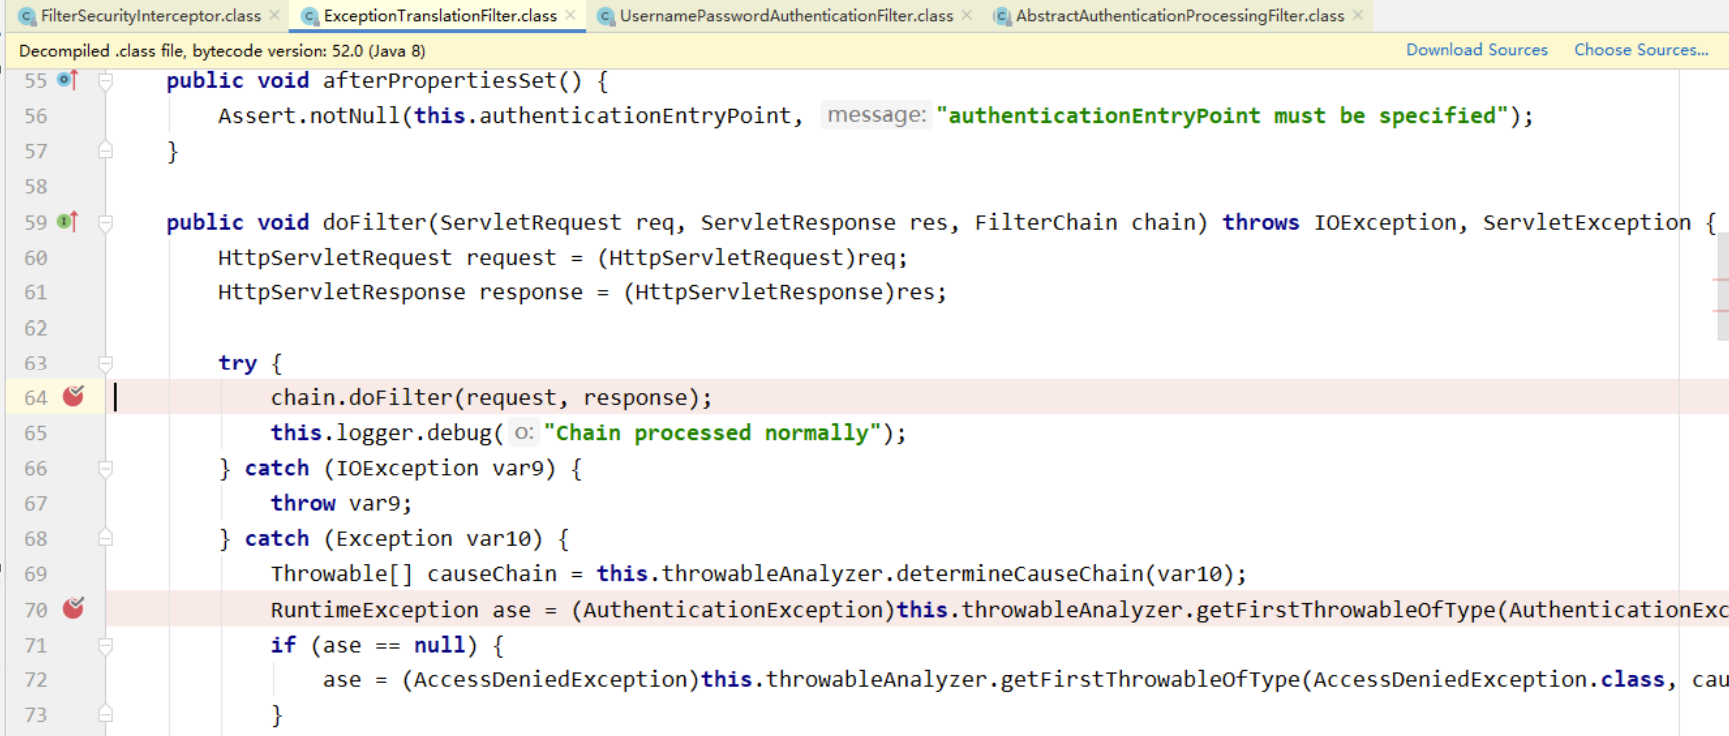 FilterSecurityInterceptor.class ExceptionTranslationFilter.class UsernamePasswordAuthenticationFilter.class AbstractAuthenticationProcessingFilter.class
Decompiled .class file, bytecode version: 52.0 (Java 8) Download Sources Choose Sources...
55 public void afterPropertiesSet() {
56 Assert.notNull(this.authenticationEntryPoint, message: "authenticationEntryPoint must be specified");
57 }
58
59 public void doFilter(ServletRequest req, ServletResponse res, FilterChain chain) throws IOException, ServletException {
60 HttpServletRequest request = (HttpServletRequest)req;
61 HttpServletResponse response = (HttpServletResponse)res;
62
63 try {
64 chain.doFilter(request, response);
65 this.logger.debug( o: "Chain processed normally");
66 } catch (IOException var9) {
67 throw var9;
68 } catch (Exception var10) {
69 Throwable[] causeChain = this.throwableAnalyzer.determineCauseChain(var10);
70 RuntimeException ase = (AuthenticationException)this.throwableAnalyzer.getFirstThrowableOfType(AuthenticationExc
71 if (ase == null) {
72 ase = (AccessDeniedException)this.throwableAnalyzer.getFirstThrowableOfType(AccessDeniedException.class, cau
73 }